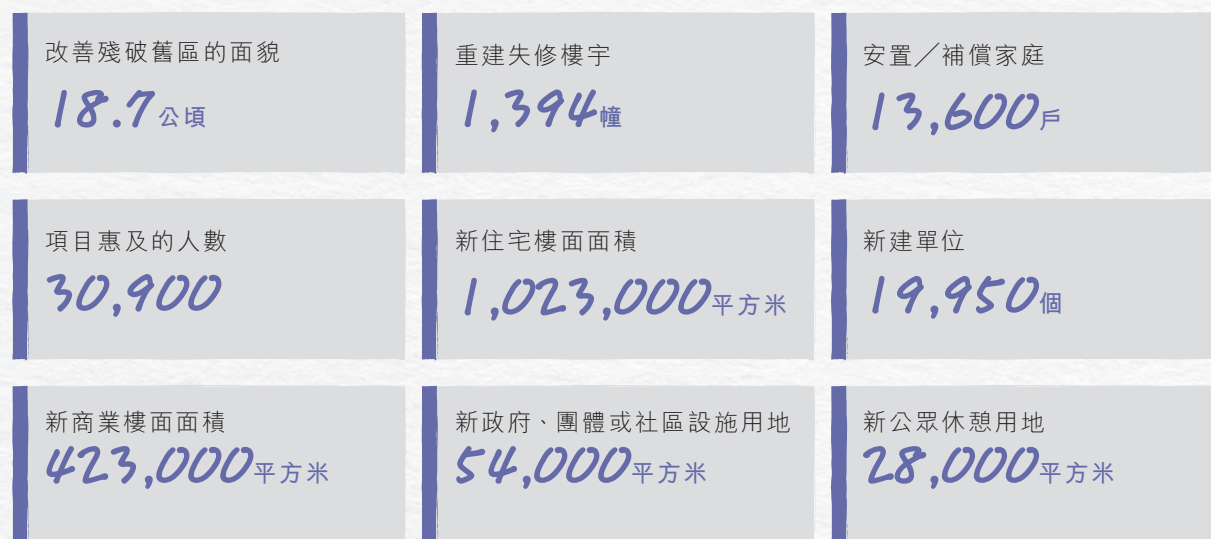 改善殘破舊區的面貌
18.7公頃
重建失修樓宇
1,394幢
安置／補償家庭
13,600戶
項目惠及的人數
30,900
新住宅樓面面積
1,023,000平方米
新建單位
19,950個
新商業樓面面積
423,000平方米
新政府、團體或社區設施用地
54,000平方米
新公眾休憩用地
28,000平方米